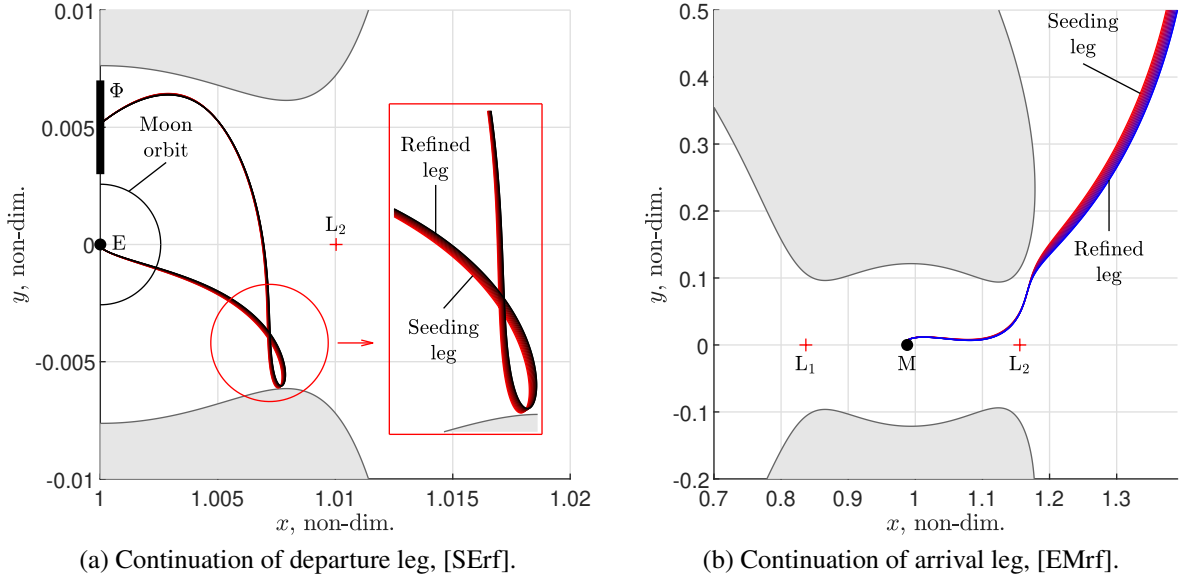 0.01
0.005
0
-0.005
-0.01
y, non-dim.
Φ
Moon
orbit
E
L2
Refined
leg
Seeding
leg
1
1.005
1.01
1.015
1.02
x, non-dim.
(a) Continuation of departure leg, [SErf].
0.5
0.4
0.3
0.2
0.1
0
-0.1
-0.2
y, non-dim.
Seeding
leg
Refined
leg
L1
M
L2
0.7
0.8
0.9
1
1.1
1.2
1.3
x, non-dim.
(b) Continuation of arrival leg, [EMrf].